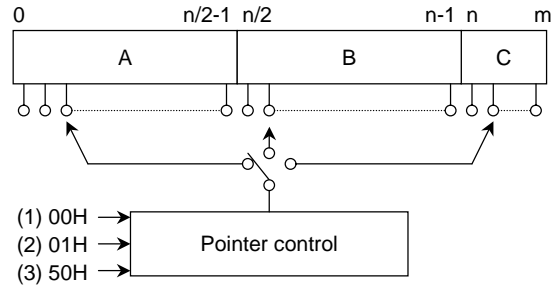 0 n/2-1 n/2 n-1 n m
A B C
(1) 00H
(2) 01H Pointer control
(3) 50H